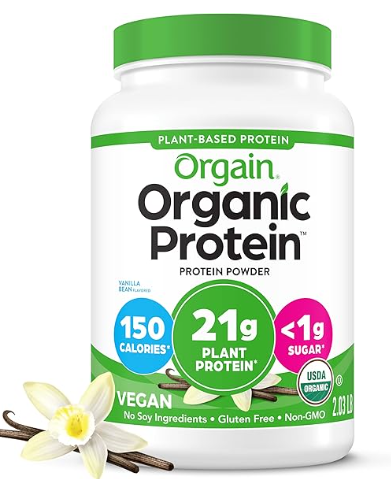 PLANT-BASED PROTEIN
Orgain®
Organic
Protein™
PROTEIN POWDER
VANILLA
BEAN FLAVORED
150
CALORIES*
21g
PLANT
PROTEIN*
<1g
SUGAR*
USDA
ORGANIC
VEGAN
No Soy Ingredients • Gluten Free • Non-GMO
2.03 LB